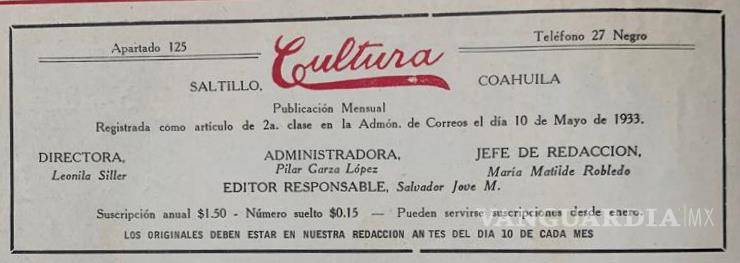 Apartado 125
Cultura
Teléfono 27 Negro
SALTILLO,
COAHUILA
Publicación Mensual
Registrada como artículo de 2a. clase en la Admón. de Correos el día 10 de Mayo de 1933.
DIRECTORA,
Leonila Siller
ADMINISTRADORA,
Pilar Garza López
JEFE DE REDACCION,
María Matilde Robledo
EDITOR RESPONSABLE, Salvador Jove M.
Suscripción anual $1.50 - Número suelto $0.15 — Pueden servirse suscripciones desde enero.
VANGUARDIA|MX
LOS ORIGINALES DEBEN ESTAR EN NUESTRA REDACCION AN TES DEL DIA 10 DE CADA MES